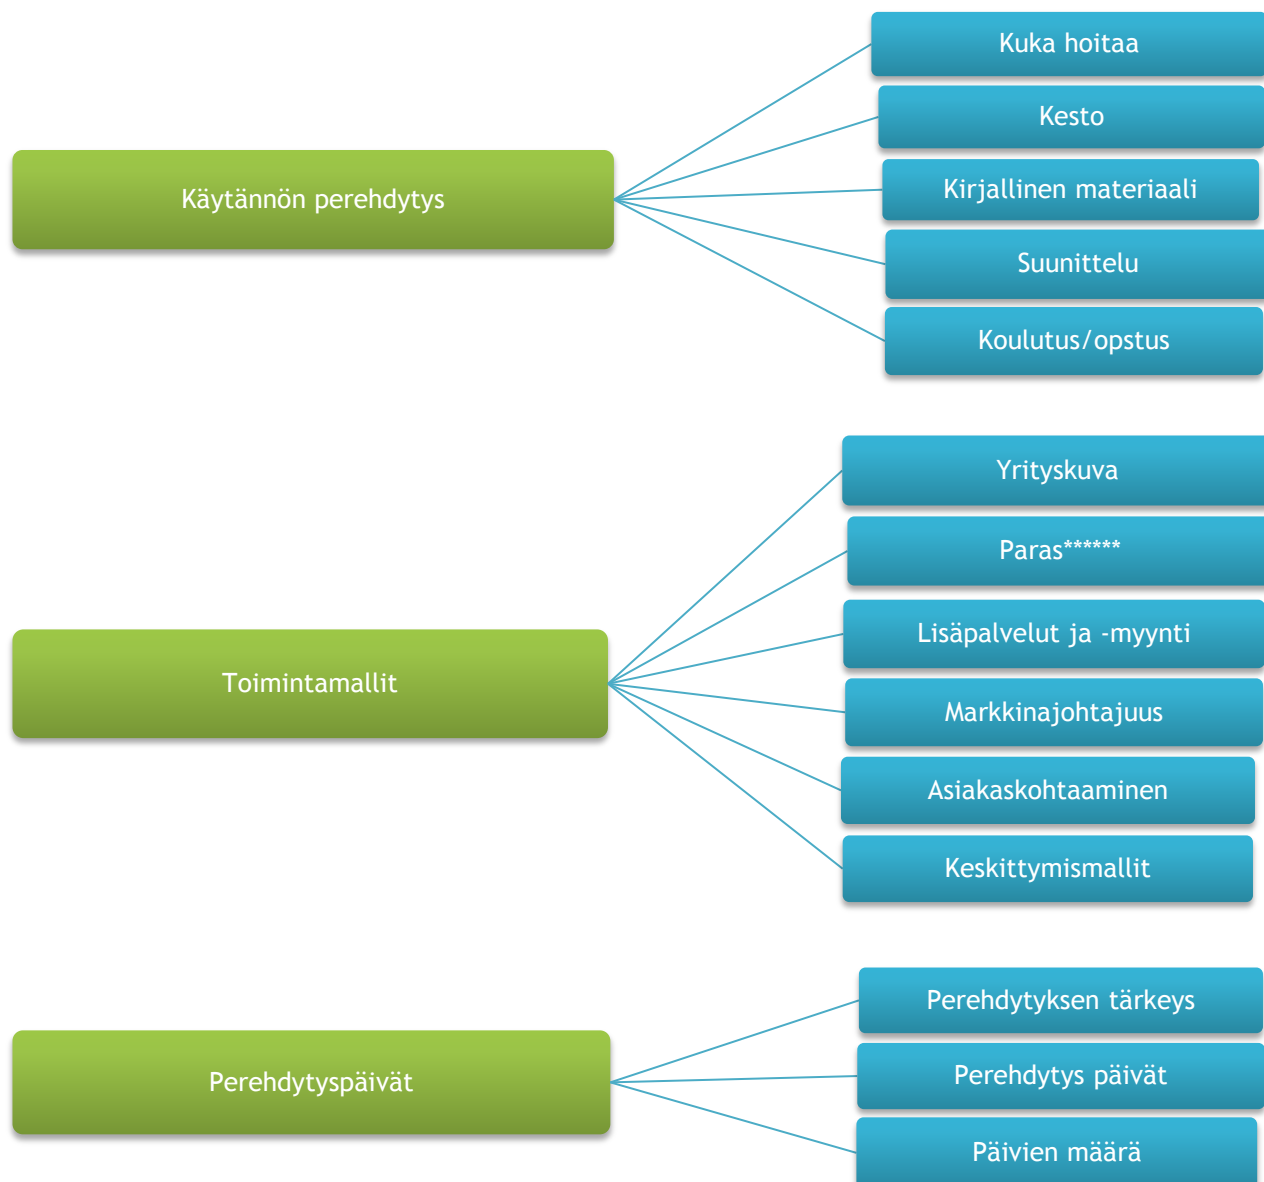 Käytännön perehdytys
Kuka hoitaa
Kesto
Kirjallinen materiaali
Suunittelu
Koulutus/opstus
Toimintamallit
Yrityskuva
Paras******
Lisäpalvelut ja -myynti
Markkinajohtajuus
Asiakaskohtaaminen
Keskittymismallit
Perehdytyspäivät
Perehdytyksen tärkeys
Perehdytys päivät
Päivien määrä